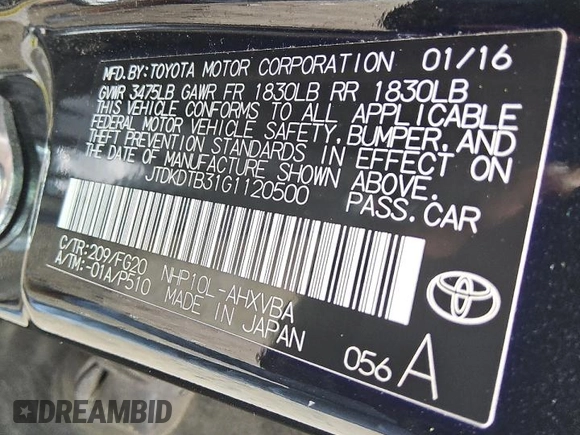 MFD.BY:TOYOTA MOTOR CORPORATION 01/16
GVWR 3475LB GAWR FR 1830LB RR 1830LB
THIS VEHICLE CONFORMS TO ALL APPLICABLE
FEDERAL MOTOR VEHICLE SAFETY,BUMPER,AND
THEFT PREVENTION STANDARDS IN EFFECT ON
THE DATE OF MANUFACTURE SHOWN ABOVE.
JTDKDTB31G1120500 PASS.CAR
C/TR:209/FG20 NHP10L-AHXVBA
A/TM:-01A/P510 MADE IN JAPAN
056 A
DREAMBID